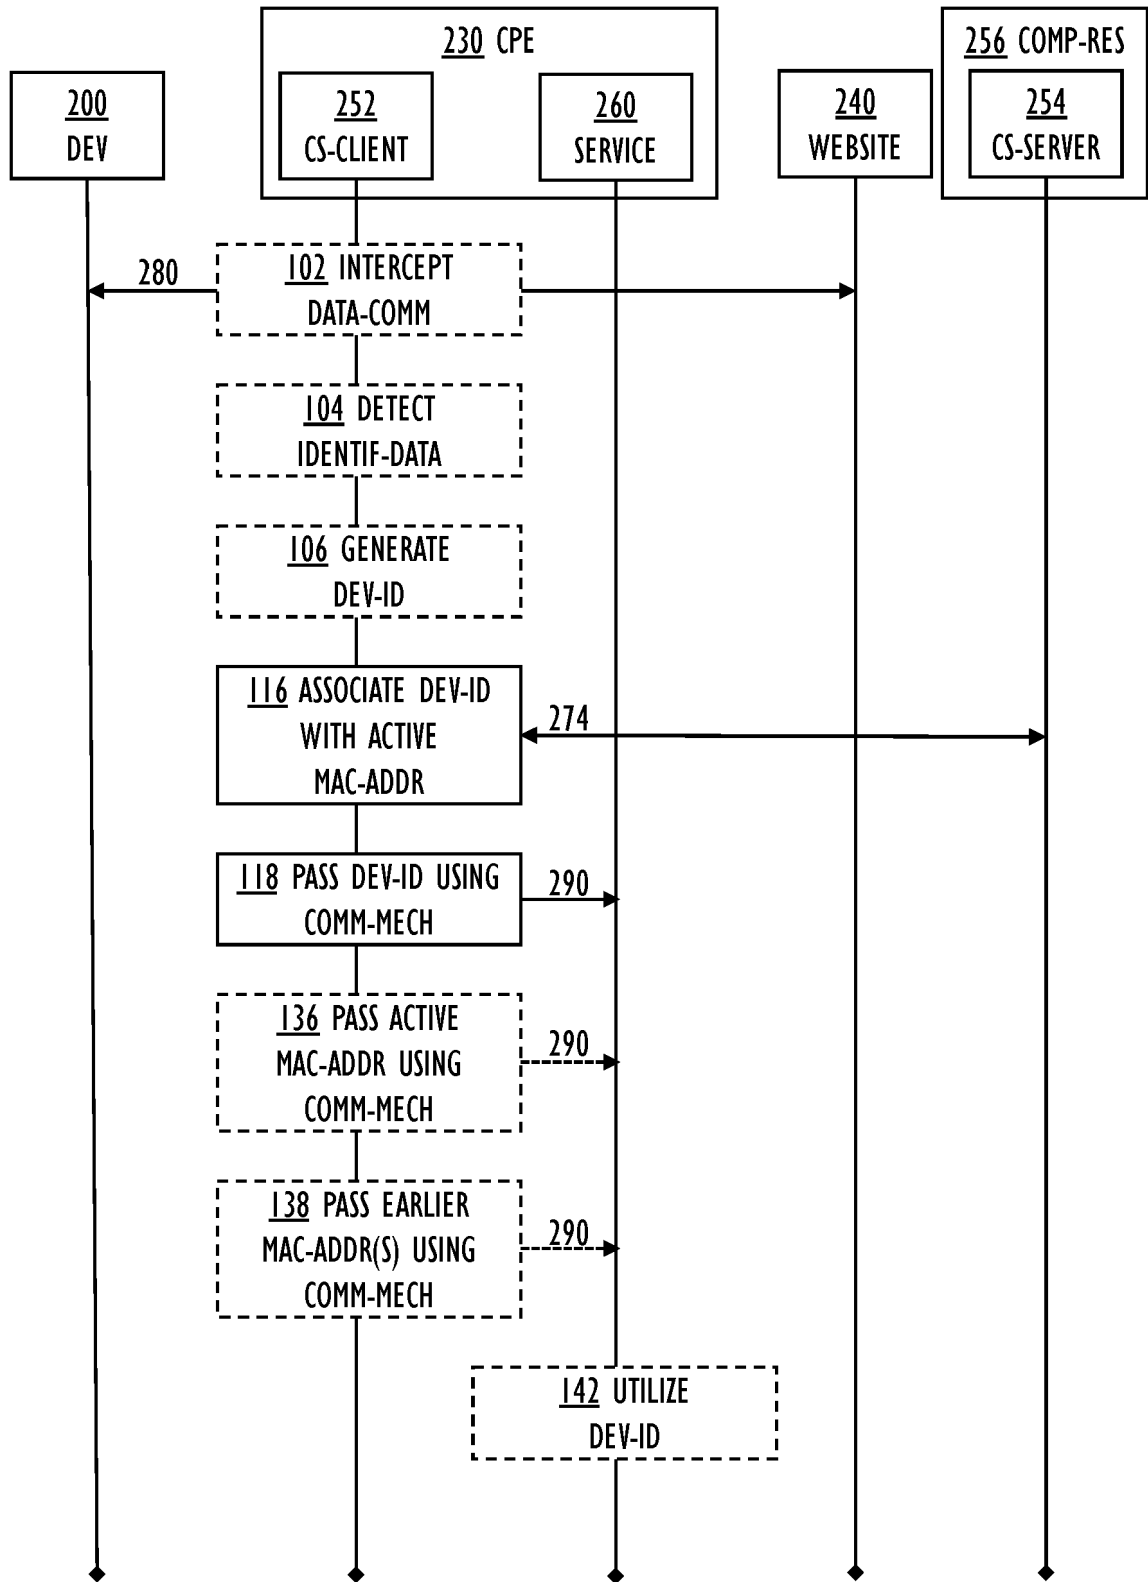 230 CPE
256 COMP-RES
200
DEV
252
CS-CLIENT
260
SERVICE
240
WEBSITE
254
CS-SERVER
280
102 INTERCEPT
DATA-COMM
104 DETECT
IDENTIF-DATA
106 GENERATE
DEV-ID
116 ASSOCIATE DEV-ID
WITH ACTIVE
MAC-ADDR
274
118 PASS DEV-ID USING
COMM-MECH
290
136 PASS ACTIVE
MAC-ADDR USING
COMM-MECH
290
138 PASS EARLIER
MAC-ADDR(S) USING
COMM-MECH
290
142 UTILIZE
DEV-ID